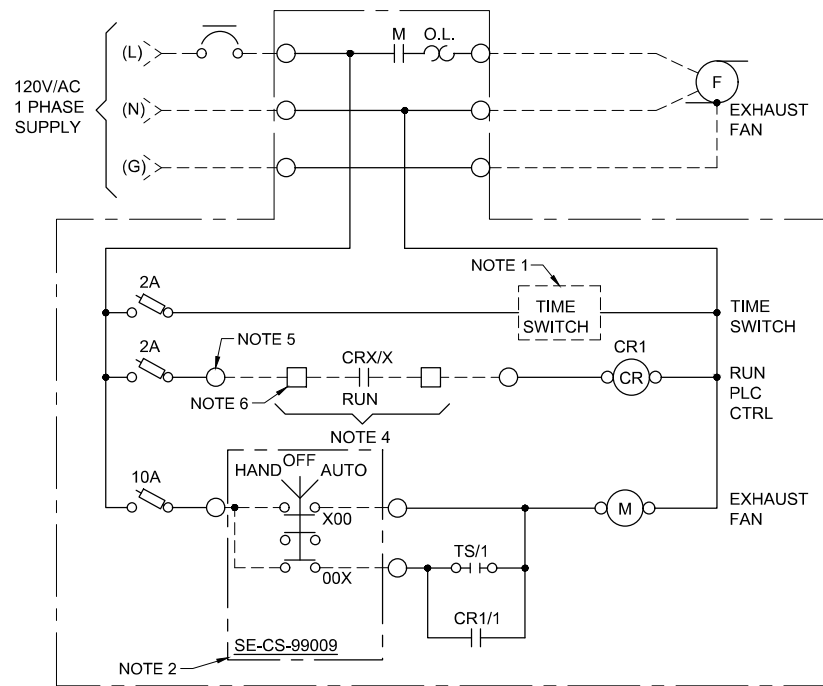 (L)
M
O.L.
120V/AC
1 PHASE
SUPPLY
(N)
F
EXHAUST
FAN
(G)
NOTE 1
2A
TIME
SWITCH
TIME
SWITCH
2A
NOTE 5
CRX/X
CR1
CR
RUN
PLC
CTRL
NOTE 6
RUN
NOTE 4
10A
HAND
OFF
AUTO
X00
M
EXHAUST
FAN
00X
TS/1
CR1/1
SE-CS-99009
NOTE 2